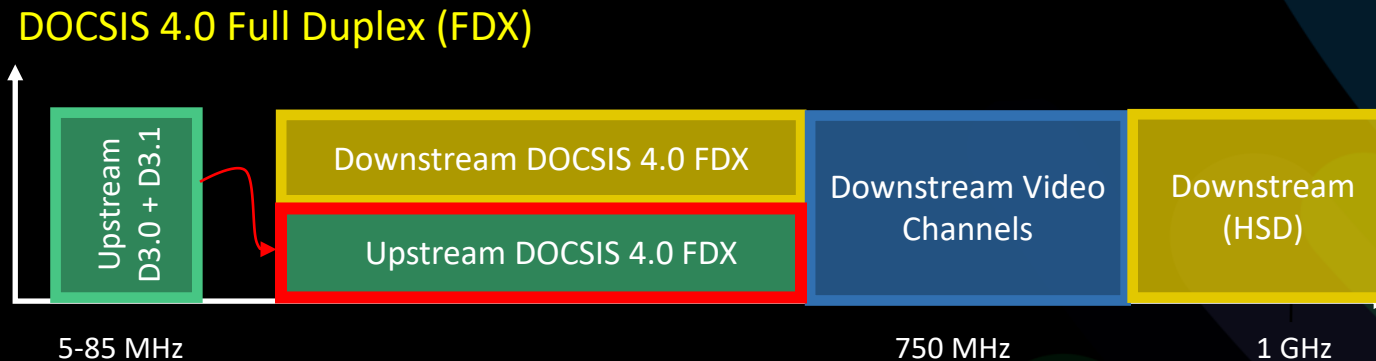 DOCSIS 4.0 Full Duplex (FDX)
Upstream
D3.0 + D3.1
Downstream DOCSIS 4.0 FDX
Upstream DOCSIS 4.0 FDX
Downstream Video
Channels
Downstream
(HSD)
5-85 MHz
750 MHz
1 GHz